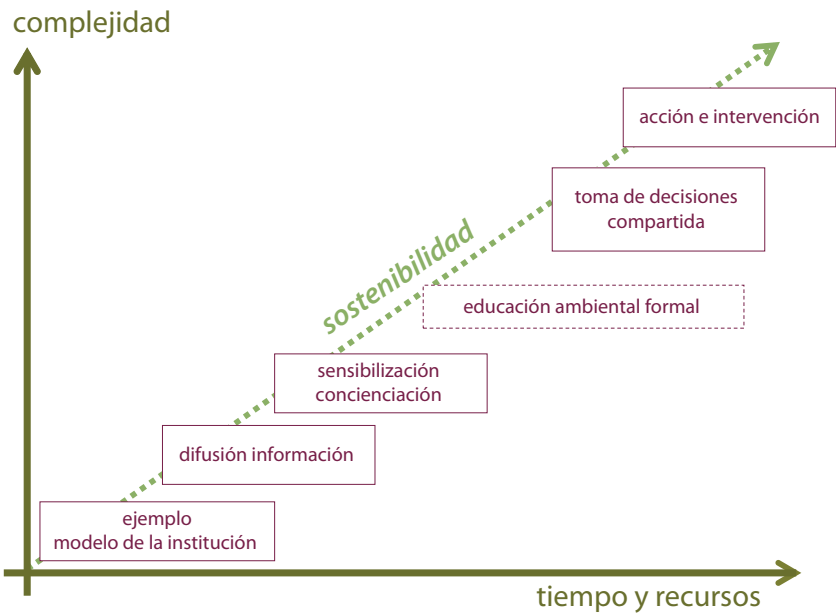 complejidad
acción e intervención
toma de decisiones
compartida
sostenibilidad
educación ambiental formal
sensibilización
concienciación
difusión información
ejemplo
modelo de la institución
tiempo y recursos